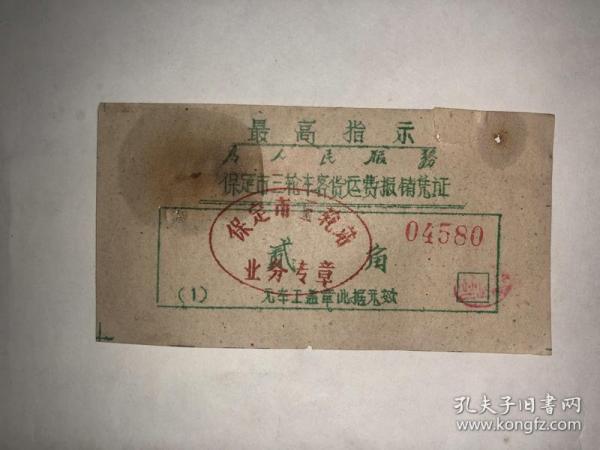 最高指示
为人民服务
保定市三轮车客货运费报销凭证
保定市三轮站
业务专章
04580
贰角
(1)
无车工盖章此据无效
孔夫子旧书网
www.kongfz.com